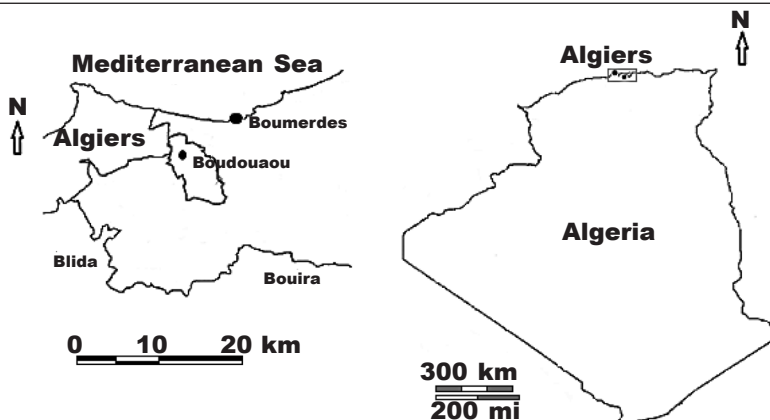 Mediterranean Sea
N
Algiers
Boumerdes
Boudouaou
Blida
Bouira
0 10 20 km
Algiers
N
Algeria
300 km
200 mi